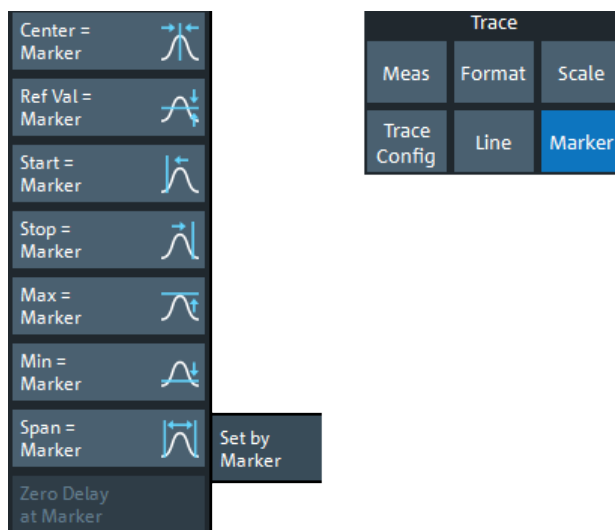 Center =
Marker
Ref Val =
Marker
Start =
Marker
Stop =
Marker
Max =
Marker
Min =
Marker
Span =
Marker
Zero Delay
at Marker
Set by
Marker
Trace
Meas
Format
Scale
Trace
Config
Line
Marker